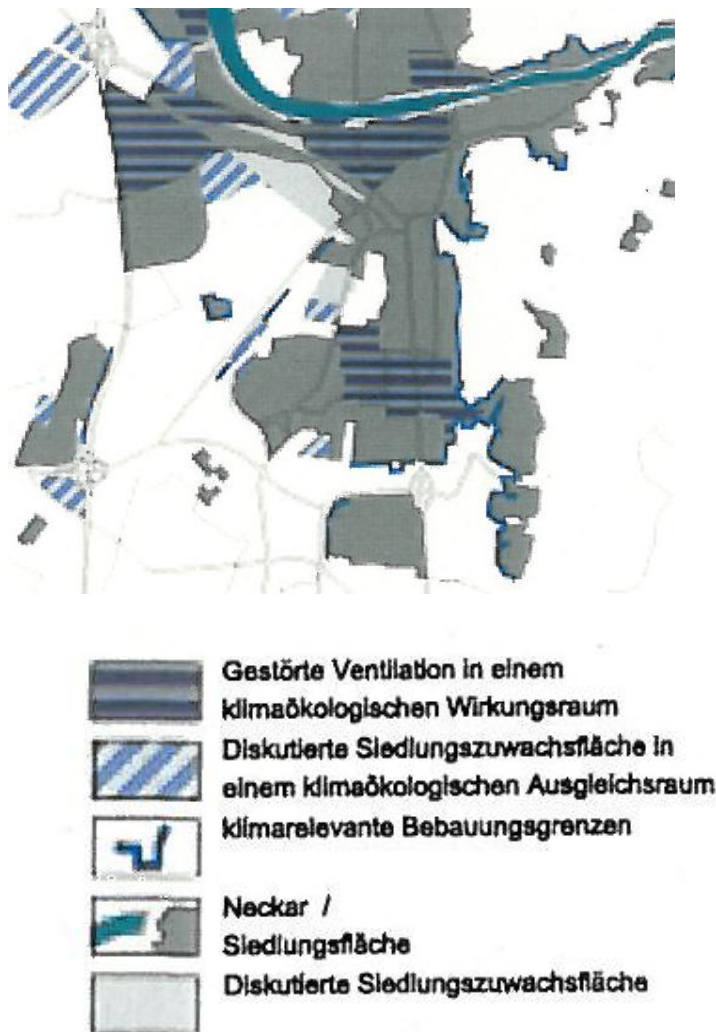 Gestörte Ventilation in einem
klimaökologischen Wirkungsraum
Diskutierte Siedlungszuwachsfläche in
einem klimaökologischen Ausgleichsraum
klimarelevante Bebauungsgrenzen
Neckar /
Siedlungsfläche
Diskutierte Siedlungszuwachsfläche